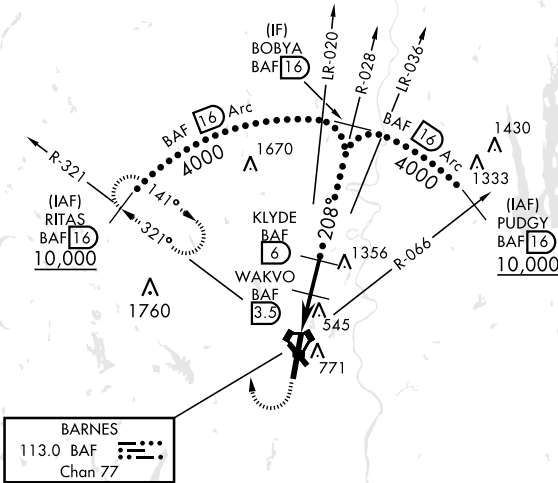 (IF)
BOBYA
BAF 16
LR-020
R-028
LR-036
BAF 16 Arc
4000
BAF 16 Arc
4000
1430
1333
1670
R-321
(IAF)
RITAS
BAF 16
10,000
141°
321°
208°
KLYDE
BAF
6
1356
R-066
(IAF)
PUDGY
BAF 16
10,000
WAKVO
BAF
3.5
1760
545
771
BARNES
113.0 BAF
Chan 77